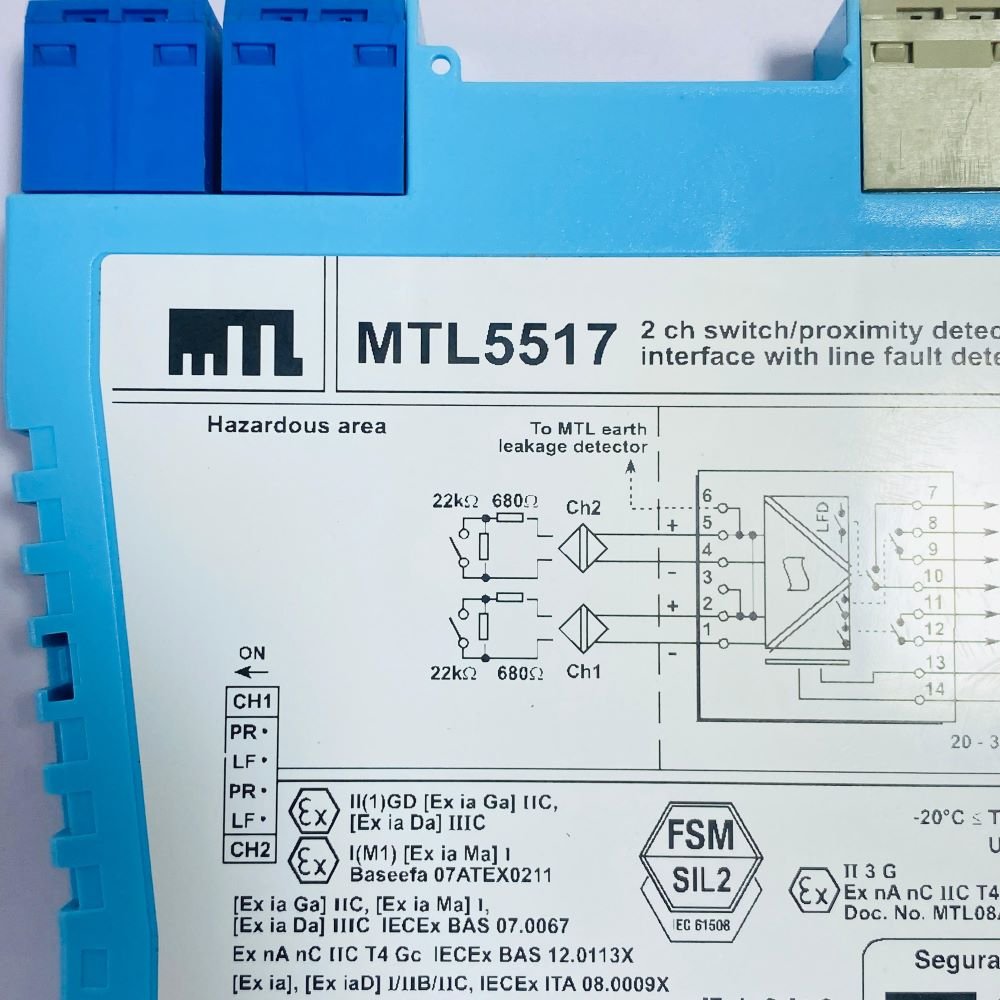 MTL
MTL5517
2 ch switch/proximity detec
interface with line fault dete
Hazardous area
To MTL earth
leakage detector
22kΩ 680Ω
Ch2
+
-
6
5
4
3
2
1
LFD
7
8
9
10
11
12
13
14
+
-
22kΩ 680Ω
Ch1
20 - 3
ON
CH1
PR •
LF •
PR •
LF •
CH2
Ex II(1)GD [Ex ia Ga] IIC,
[Ex ia Da] IIIC
Ex I(M1) [Ex ia Ma] I
Baseefa 07ATEX0211
[Ex ia Ga] IIC, [Ex ia Ma] I,
[Ex ia Da] IIIC IECEx BAS 07.0067
Ex nA nC IIC T4 Gc IECEx BAS 12.0113X
[Ex ia], [Ex iaD] I/IIB/IIC, IECEx ITA 08.0009X
FSM
SIL2
IEC 61508
-20°C ≤ T
U
Ex II 3 G
Ex nA nC IIC T4
Doc. No. MTL08
Segura